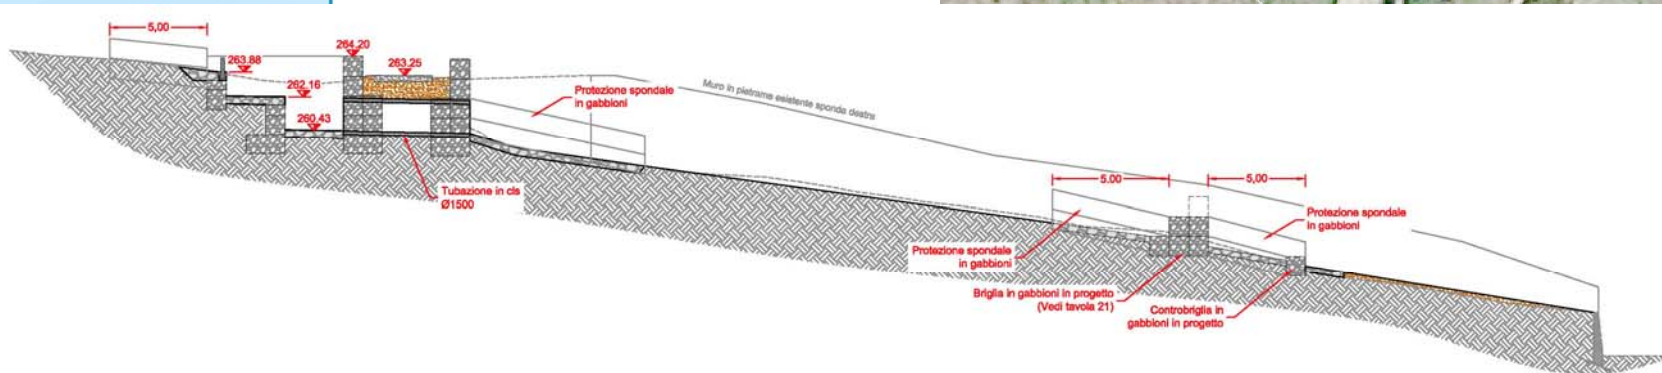 5,00
263.88
262.16
260.43
264.20
263.25
Protezione spondale
in gabbioni
Muro in pietrame esistente sponda destra
Tubazione in cls
Ø1500
5.00
5,00
Protezione spondale
in gabbioni
Protezione spondale
in gabbioni
Briglia in gabbioni in progetto
(Vedi tavola 21)
Controbriglia in
gabbioni in progetto